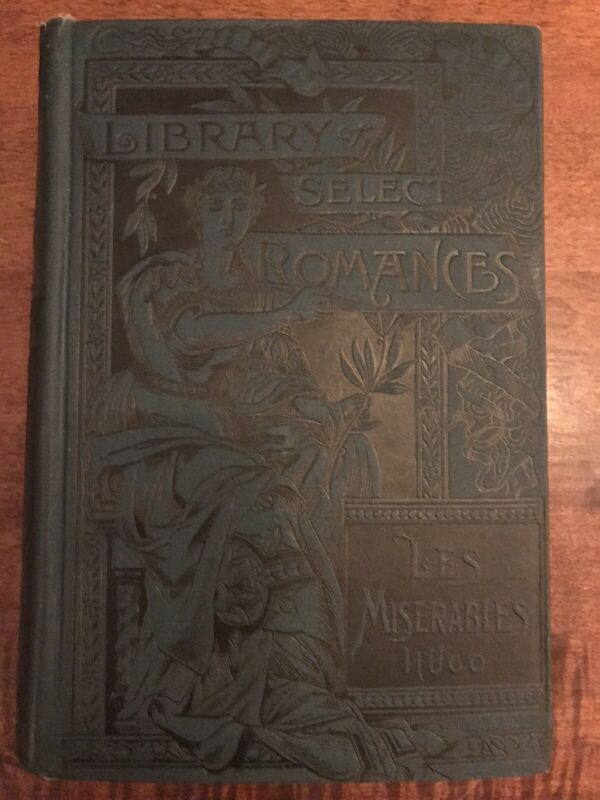 LIBRARY OF
SELECT
ROMANCES
LES
MISERABLES
HUGO